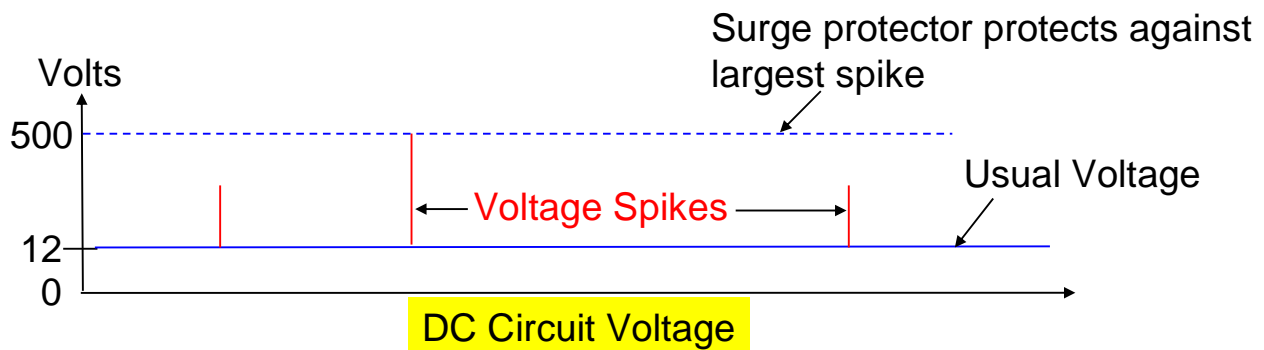 Surge protector protects against
largest spike
Volts
500
Usual Voltage
Voltage Spikes
12
0
DC Circuit Voltage